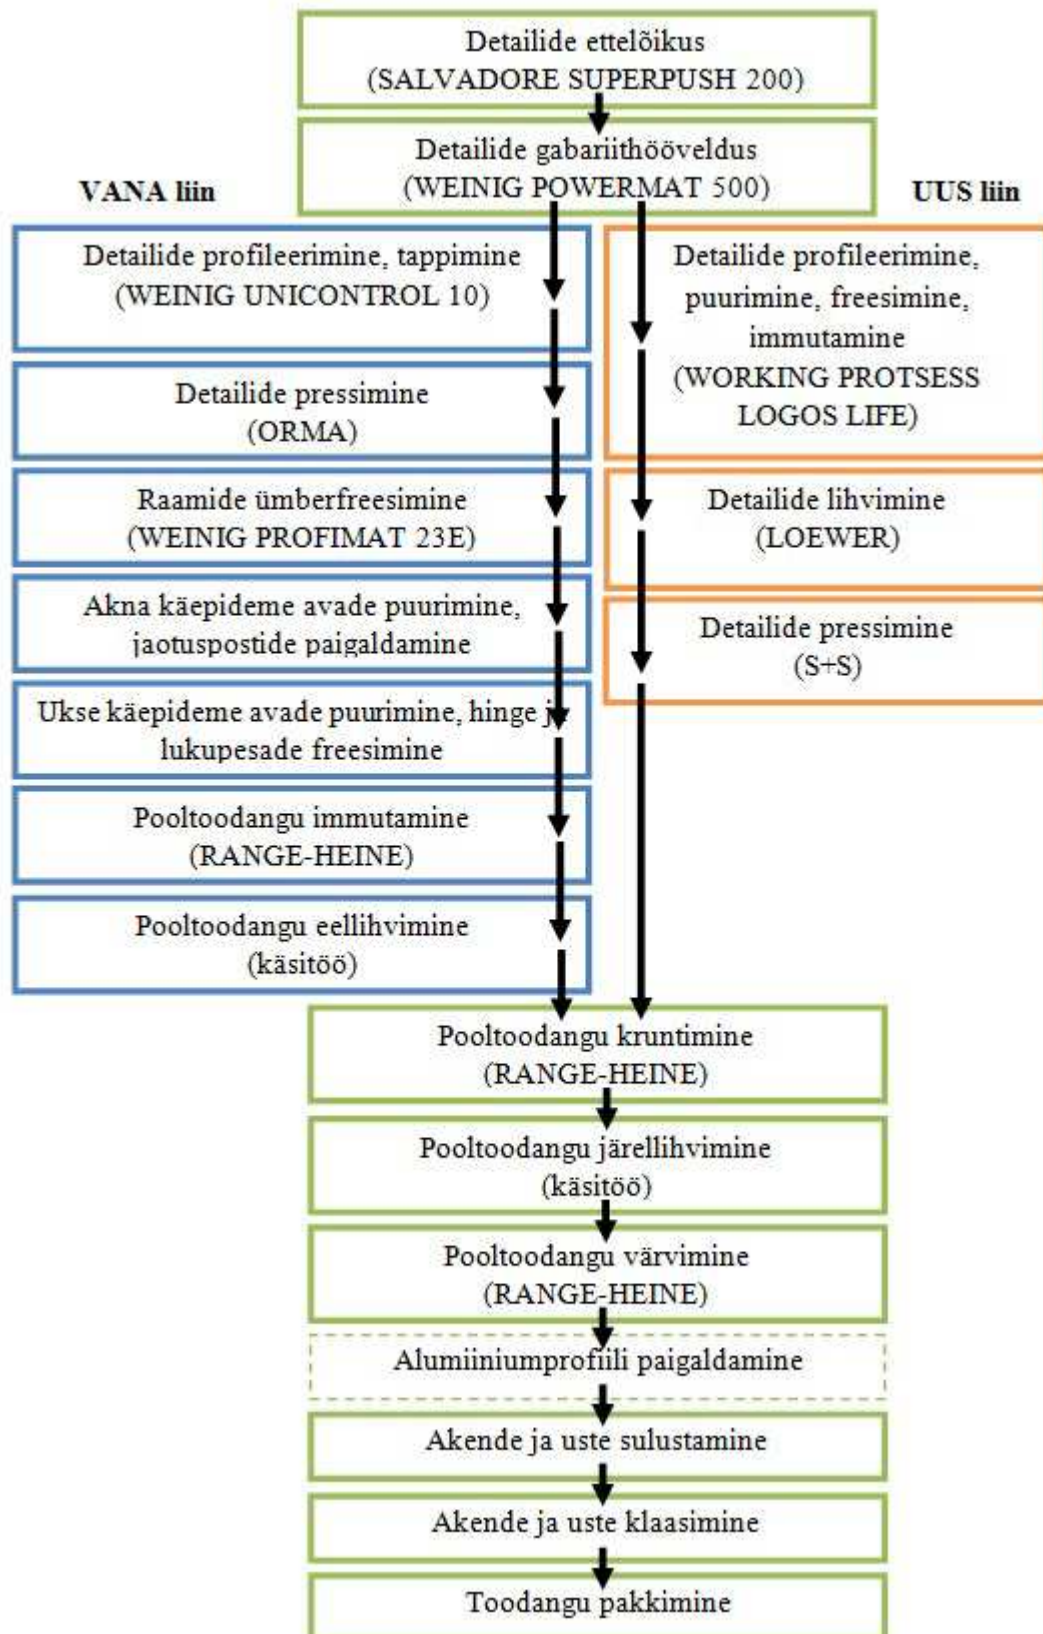 Detailide ettelõikus
(SALVADORE SUPERPUSH 200)
Detailide gabariithööveldus
(WEINIG POWERMAT 500)
VANA liin
UUS liin
Detailide profileerimine, tappimine
(WEINIG UNICONTROL 10)
Detailide pressimine
(ORMA)
Raamide ümberfreesimine
(WEINIG PROFIMAT 23E)
Akna käepideme avade puurimine,
jaotuspostide paigaldamine
Ukse käepideme avade puurimine, hinge
lukupesade freesimine
Pooltoodangu immutamine
(RANGE-HEINE)
Pooltoodangu eellihvimine
(käsitöö)
Detailide profileerimine,
puurimine, freesimine,
immutamine
(WORKING PROTSESS
LOGOS LIFE)
Detailide lihvimine
(LOEWER)
Detailide pressimine
(S+S)
Pooltoodangu kruntimine
(RANGE-HEINE)
Pooltoodangu järellihvimine
(käsitöö)
Pooltoodangu värvimine
(RANGE-HEINE)
Alumiiniumprofiili paigaldamine
Akende ja uste sulustamine
Akende ja uste klaasimine
Toodangu pakkimine